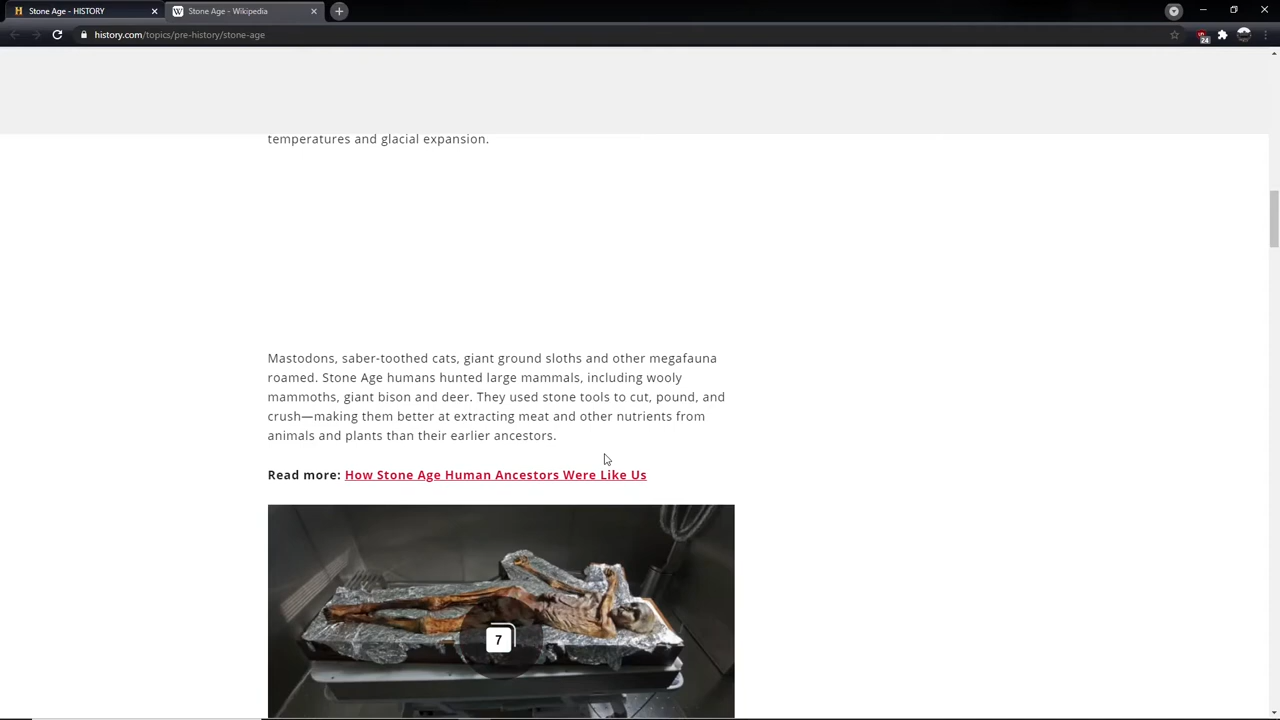 Stone Age - HISTORY
Stone Age - Wikipedia
history.com/topics/pre-history/stone-age
24
temperatures and glacial expansion.
Mastodons, saber-toothed cats, giant ground sloths and other megafauna
roamed. Stone Age humans hunted large mammals, including wooly
mammoths, giant bison and deer. They used stone tools to cut, pound, and
crush—making them better at extracting meat and other nutrients from
animals and plants than their earlier ancestors.
Read more: How Stone Age Human Ancestors Were Like Us
7